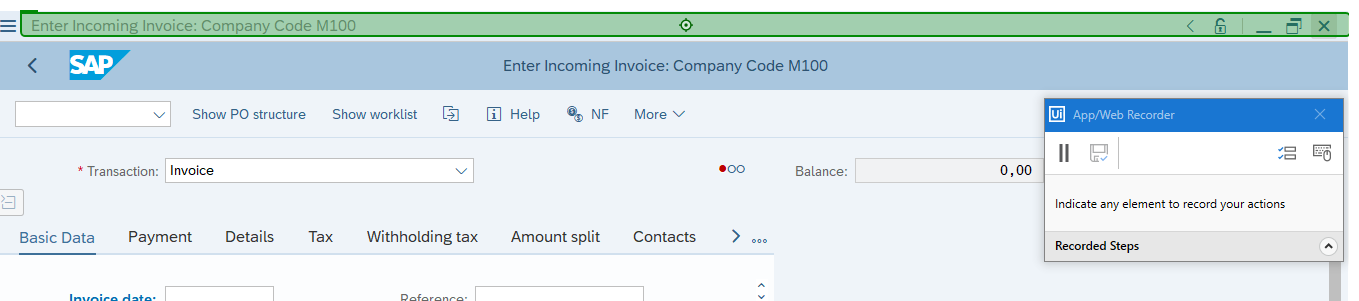 Enter Incoming Invoice: Company Code M100
SAP
Enter Incoming Invoice: Company Code M100
Show PO structure Show worklist Help NF More
Ui App/Web Recorder
* Transaction: Invoice
Balance: 0,00
Indicate any element to record your actions
Basic Data Payment Details Tax Withholding tax Amount split Contacts
Recorded Steps
Invoice date: Reference: